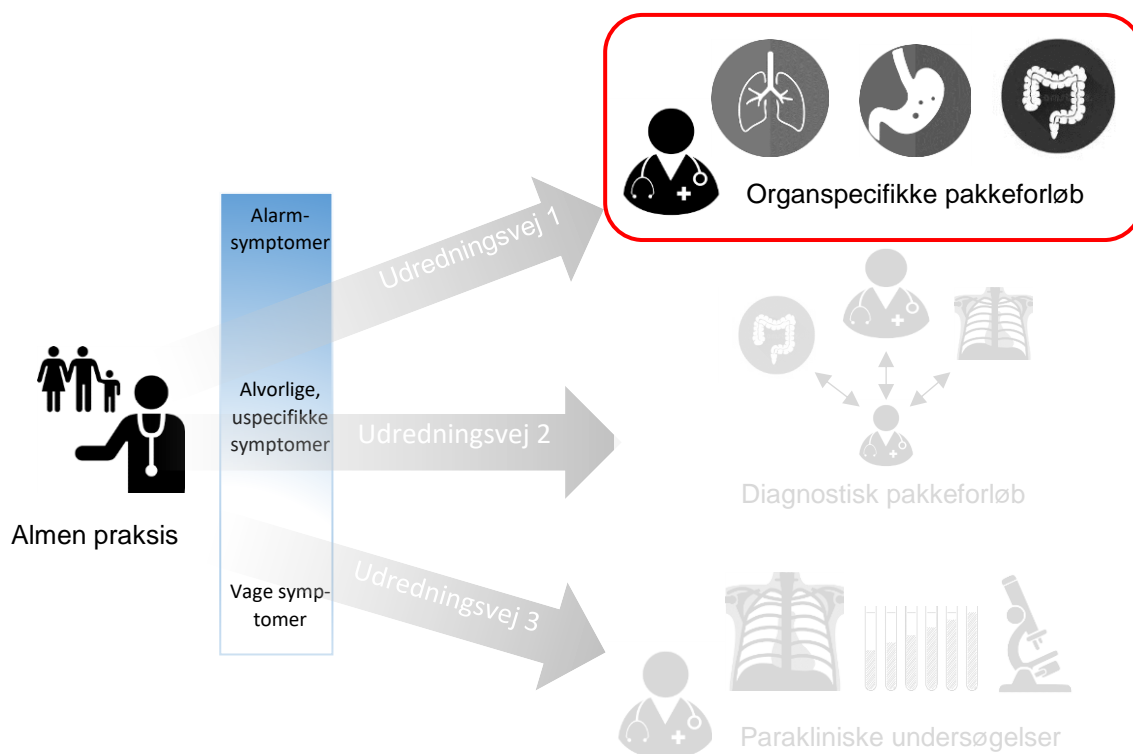 Organspecifikke pakkeforløb
Alarm-
symptomer
Udredningsvej 1
Alvorlige,
uspecifikke
symptomer
Udredningsvej 2
Diagnostisk pakkeforløb
Almen praksis
Vage symp-
tomer
Udredningsvej 3
Parakliniske undersøgelser